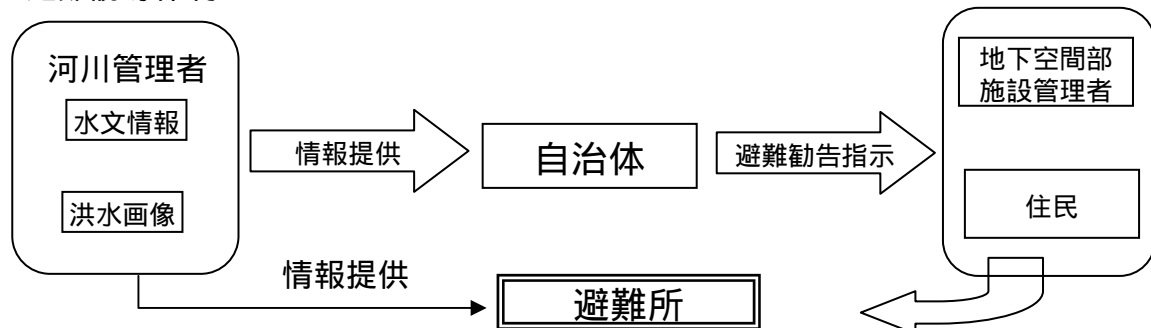 河川管理者
水文情報
洪水画像
情報提供
自治体
避難勧告指示
地下空間部
施設管理者
住民
情報提供
避難所